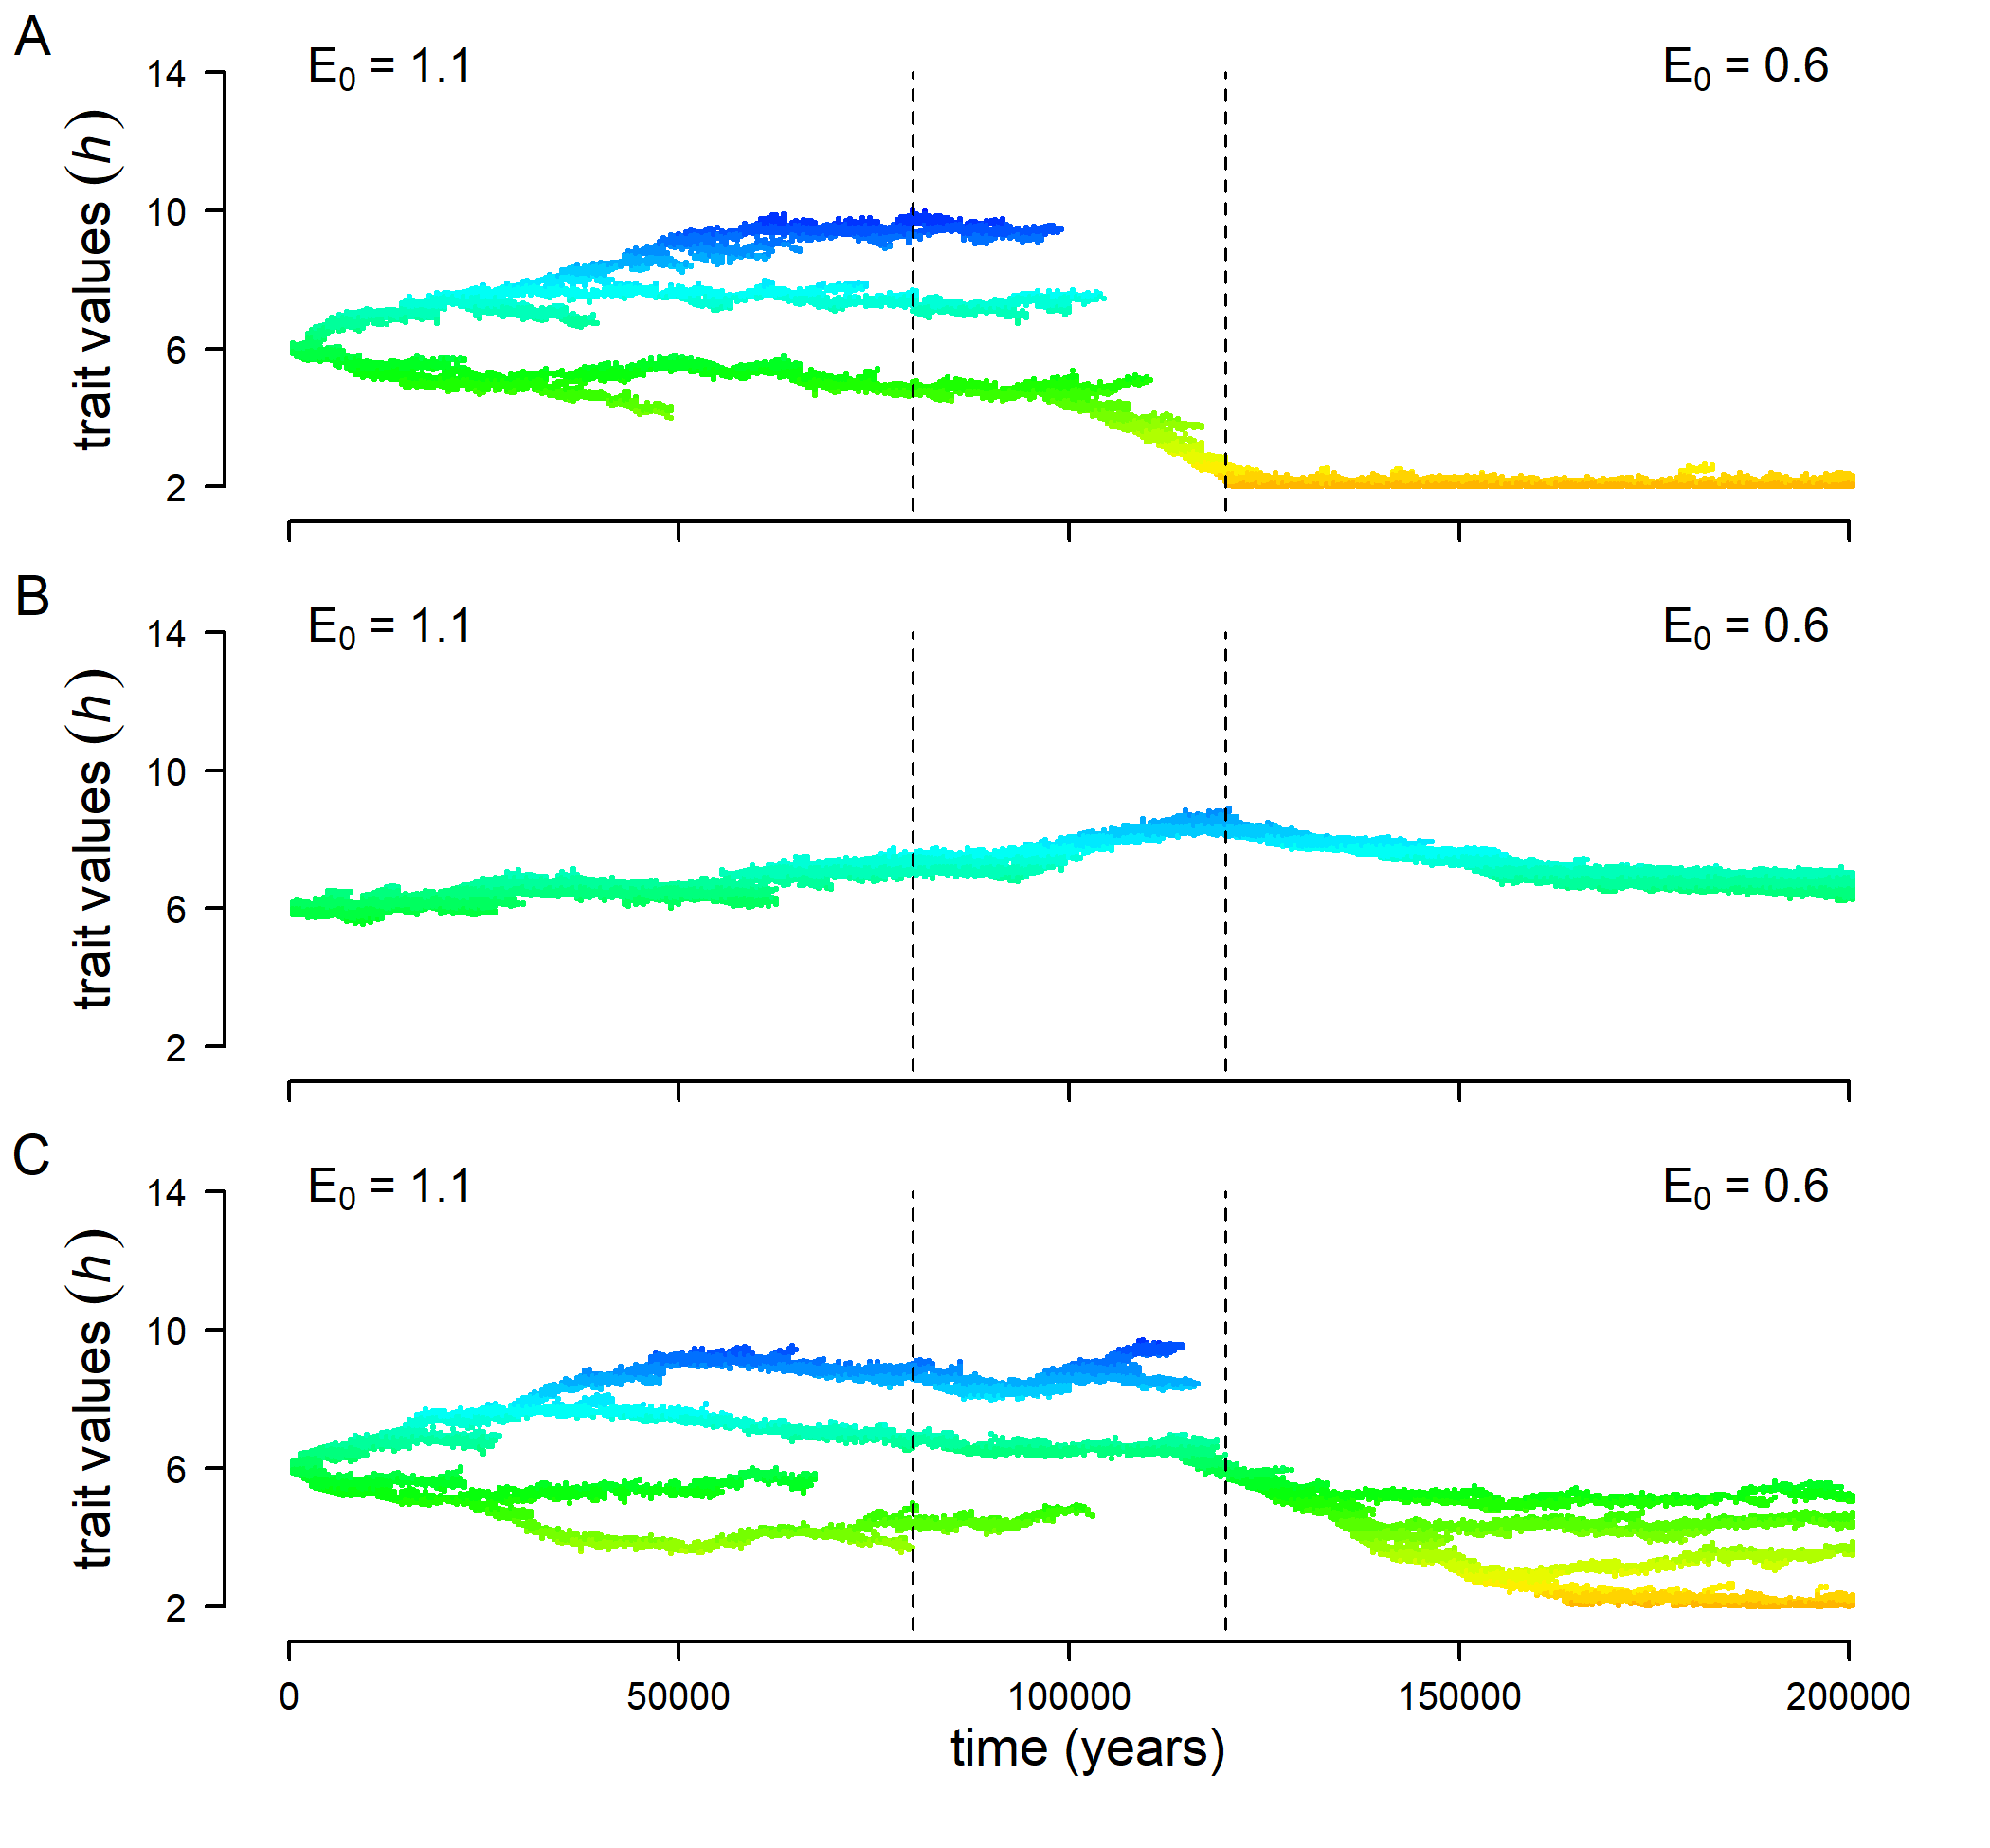 A
E₀ = 1.1
E₀ = 0.6
14
10
6
2
trait values (h)
B
E₀ = 1.1
E₀ = 0.6
14
10
6
2
trait values (h)
C
E₀ = 1.1
E₀ = 0.6
14
10
6
2
trait values (h)
0 50000 100000 150000 200000
time (years)